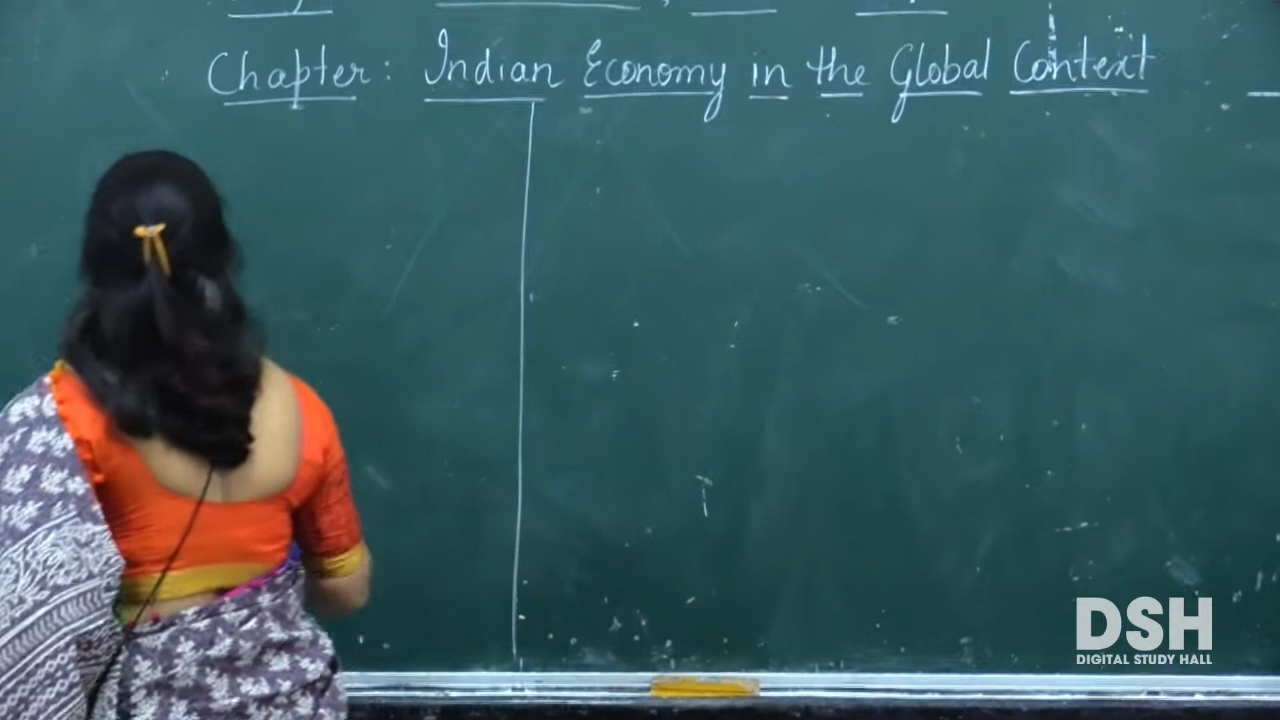 Chapter: Indian Economy in the Global Context
DSH
DIGITAL STUDY HALL